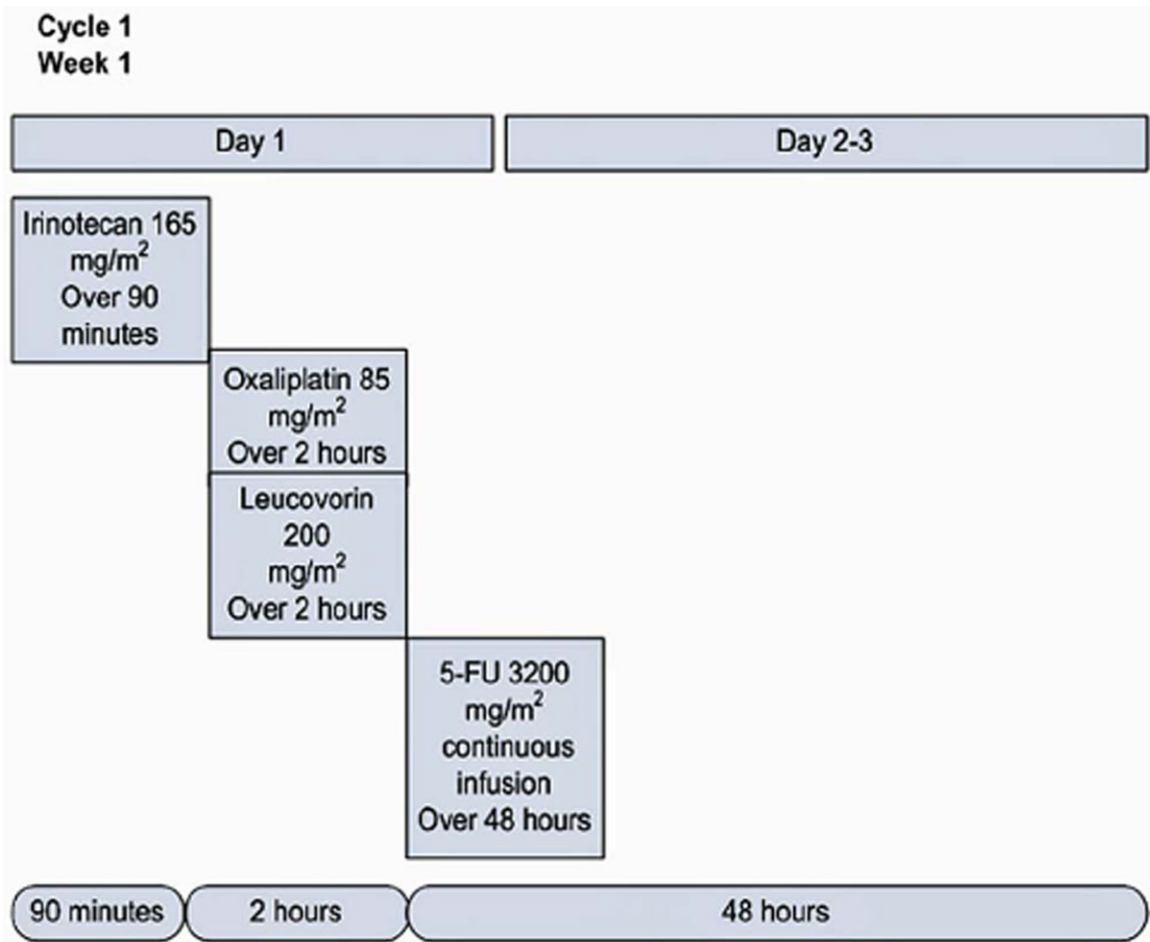 Cycle 1
Week 1
Day 1
Day 2-3
Irinotecan 165
mg/m²
Over 90
minutes
Oxaliplatin 85
mg/m²
Over 2 hours
Leucovorin
200
mg/m²
Over 2 hours
5-FU 3200
mg/m²
continuous
infusion
Over 48 hours
90 minutes
2 hours
48 hours